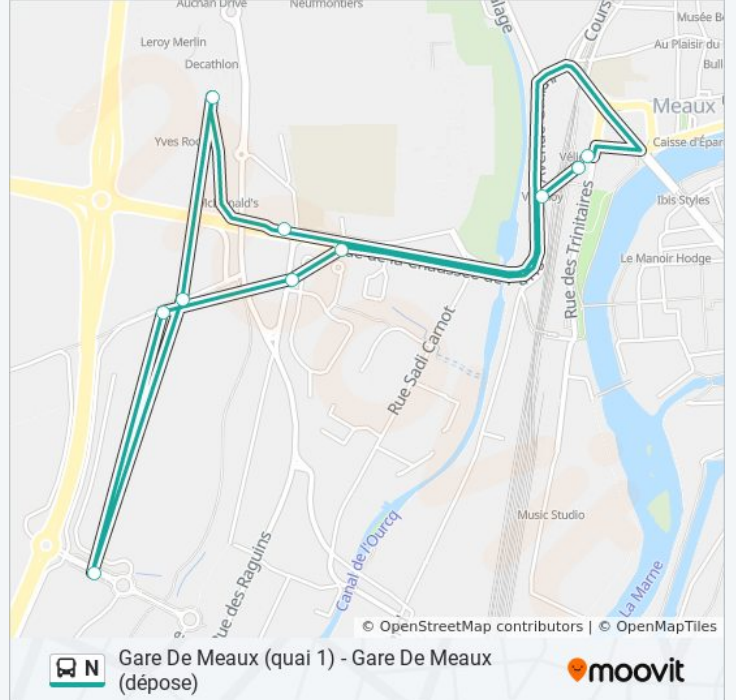 Auchan Drive
Neufmontiers
Cours
Musée B
Leroy Merlin
Au Plaisir du
Decathlon
Bull
Meaux
Yves Ro
Caisse d'Épar
Ibis Styles
Le Manoir Hodge
Rue des Trinitaires
Rue Sadi Carnot
Music Studio
Canal de l'Ourcq
ue des Raguins
La Marne
© OpenStreetMap contributors | © OpenMapTiles
N
Gare De Meaux (quai 1) - Gare De Meaux
(dépose)
moovit